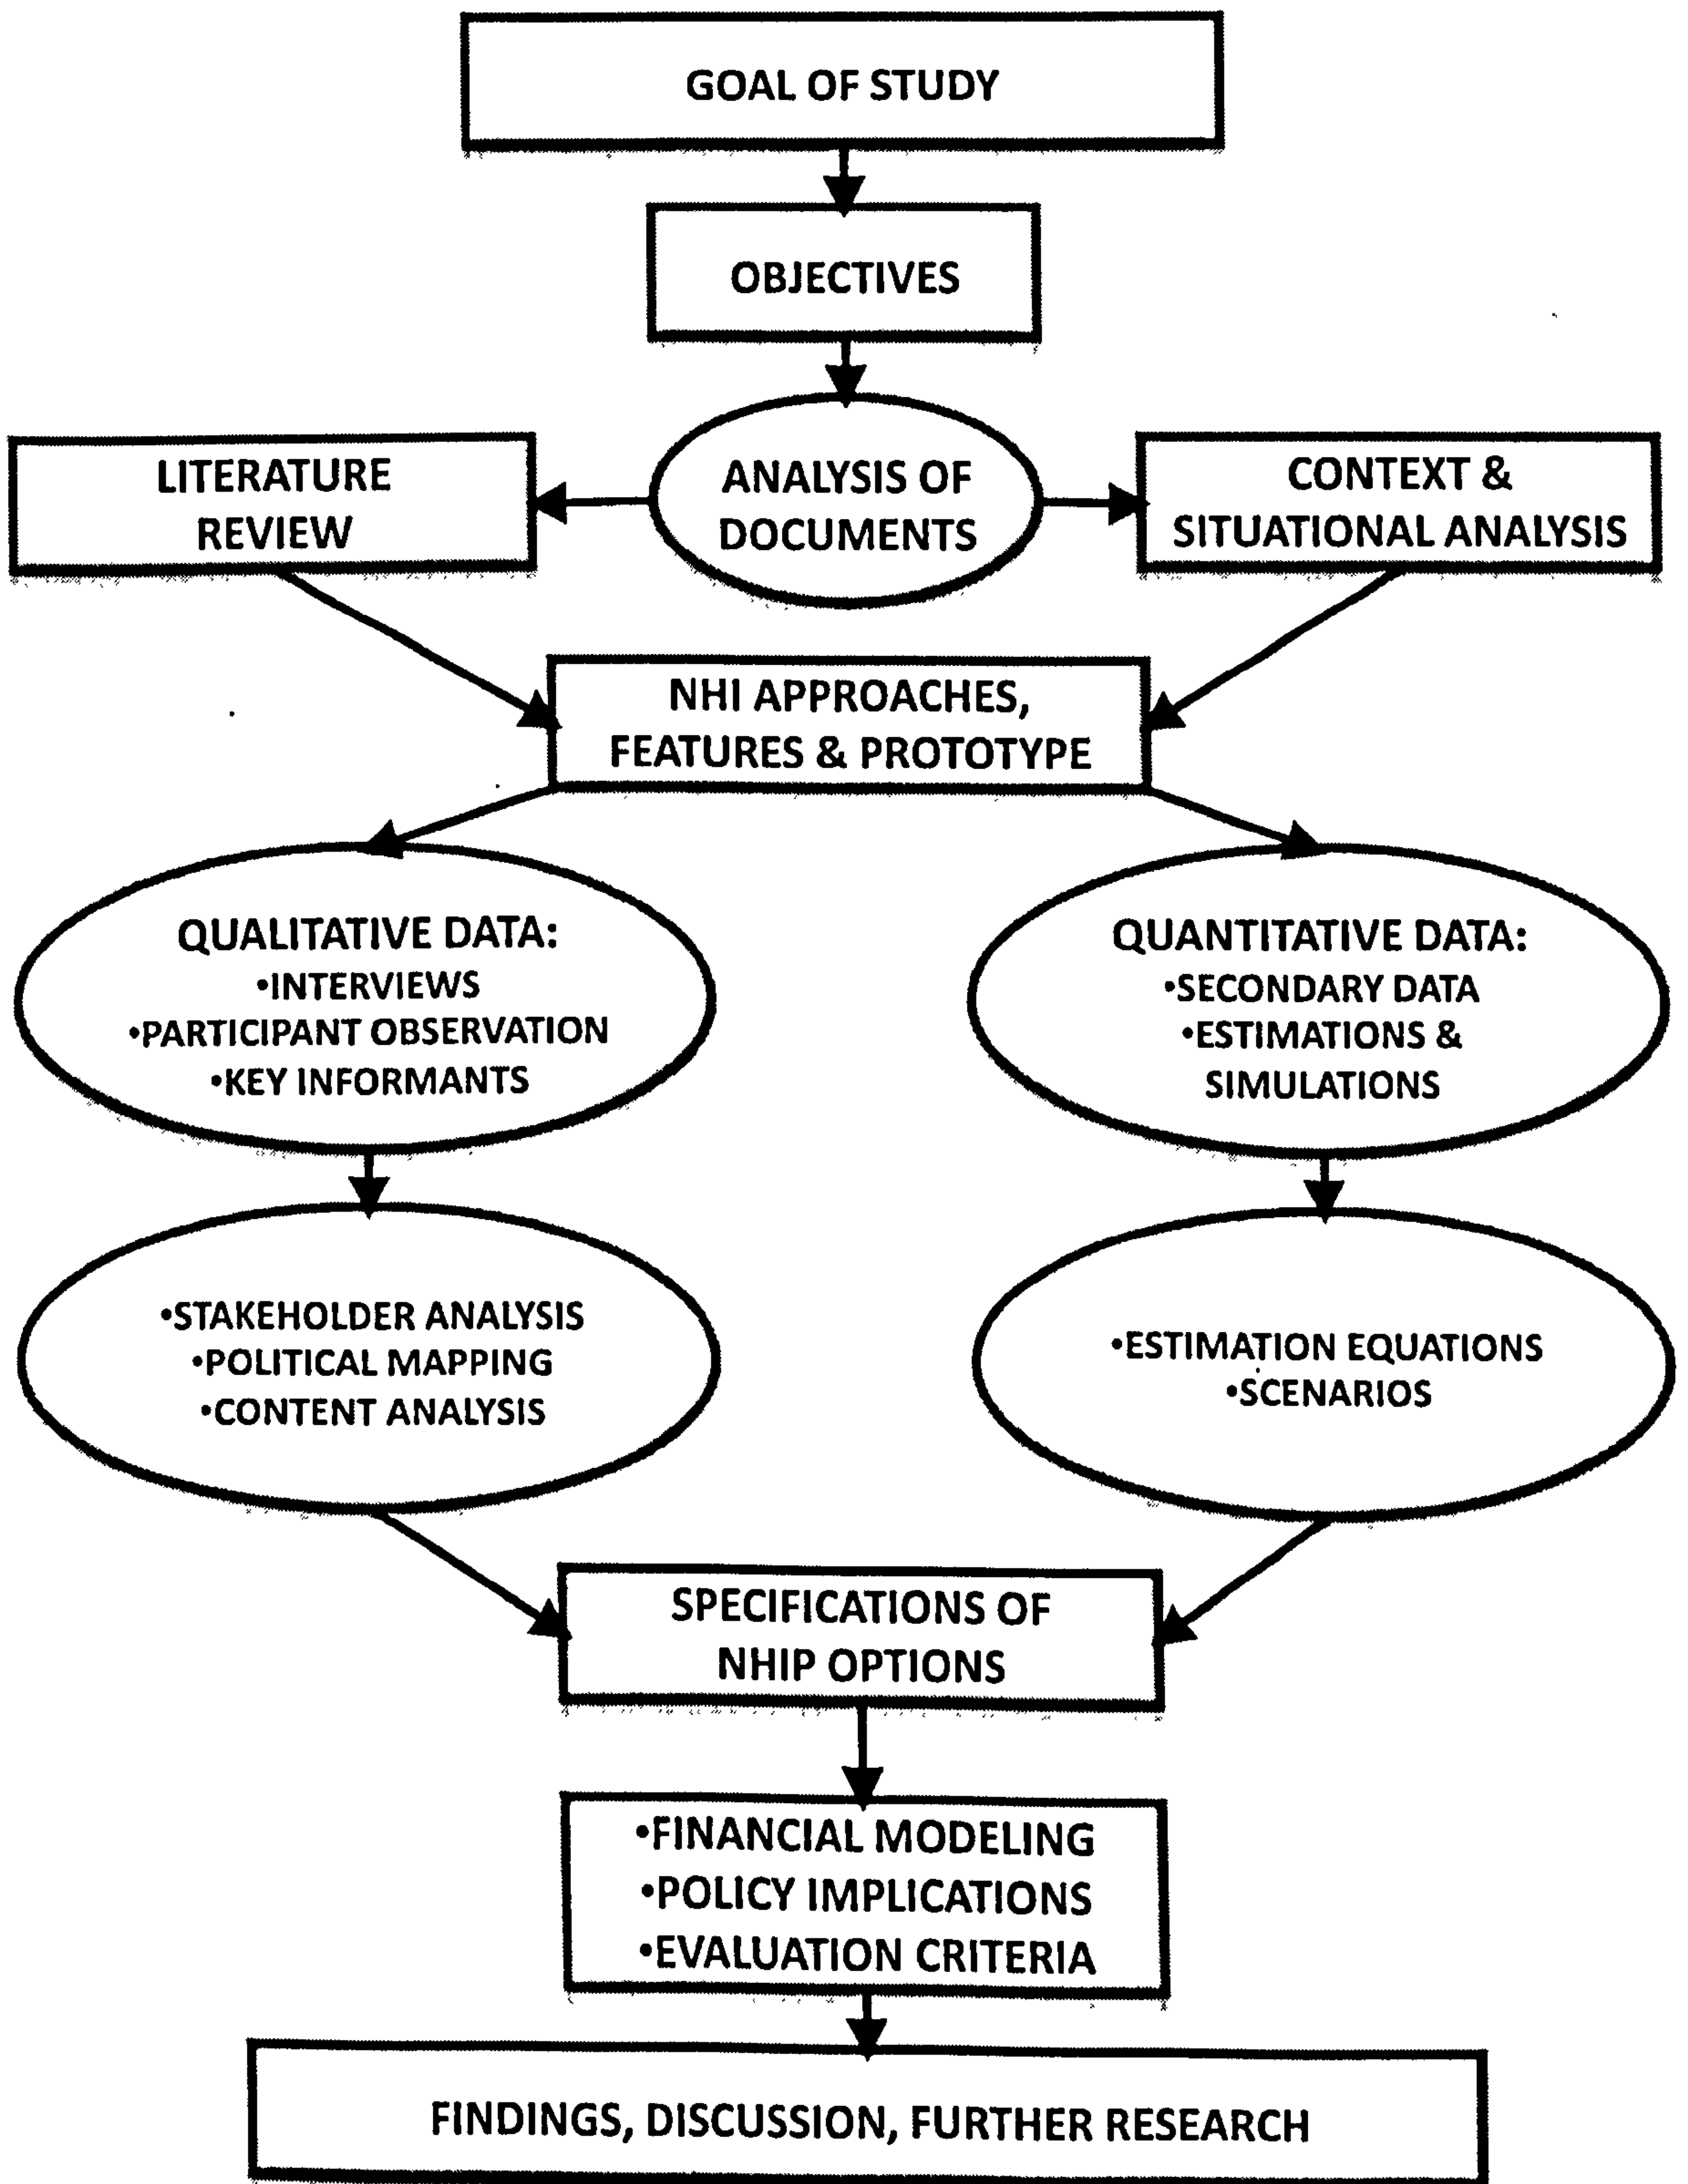 GOAL OF STUDY
OBJECTIVES
LITERATURE
REVIEW
ANALYSIS OF
DOCUMENTS
CONTEXT &
SITUATIONAL ANALYSIS
NHI APPROACHES,
FEATURES & PROTOTYPE
QUALITATIVE DATA:
•INTERVIEWS
•PARTICIPANT OBSERVATION
•KEY INFORMANTS
QUANTITATIVE DATA:
•SECONDARY DATA
•ESTIMATIONS &
SIMULATIONS
•STAKEHOLDER ANALYSIS
•POLITICAL MAPPING
•CONTENT ANALYSIS
•ESTIMATION EQUATIONS
•SCENARIOS
SPECIFICATIONS OF
NHIP OPTIONS
•FINANCIAL MODELING
•POLICY IMPLICATIONS
•EVALUATION CRITERIA
FINDINGS, DISCUSSION, FURTHER RESEARCH